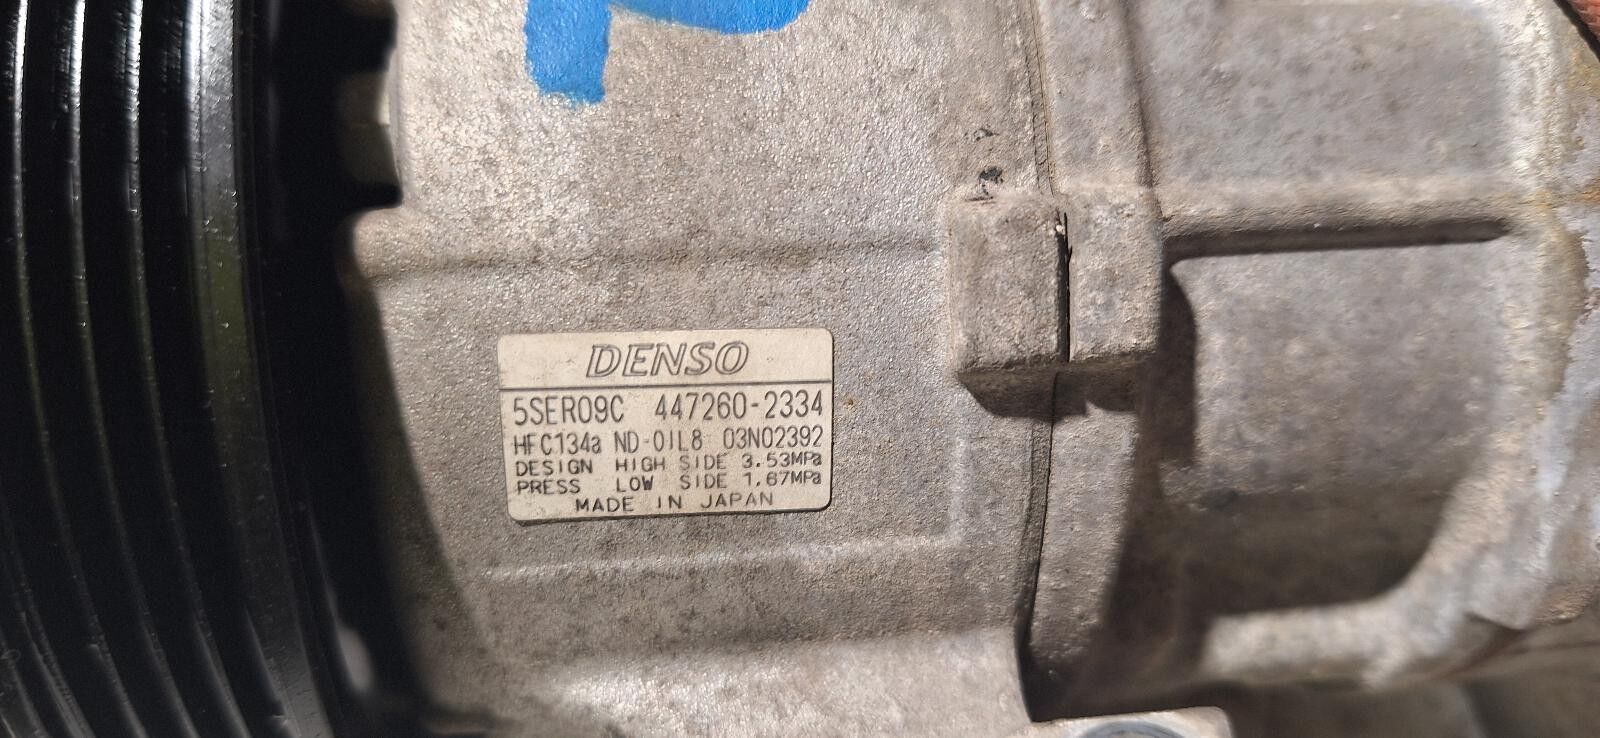 DENSO
5SER09C 447260-2334
HFC134a ND-OIL8 03N02392
DESIGN HIGH SIDE 3.53MPa
PRESS LOW SIDE 1.67MPa
MADE IN JAPAN